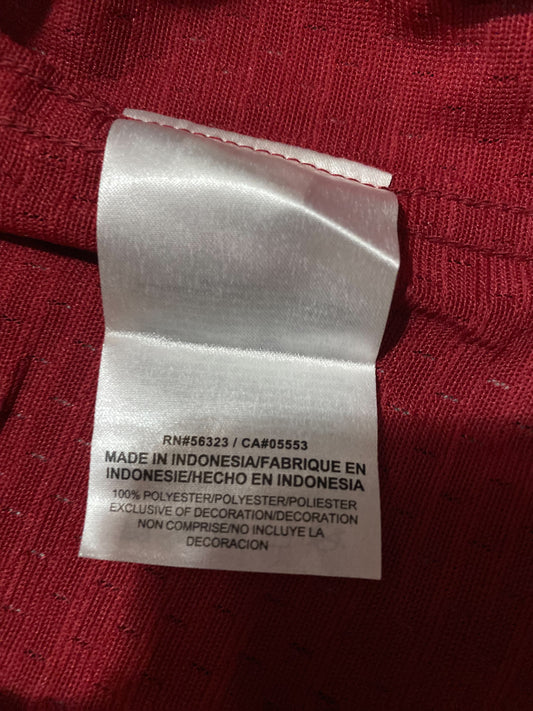 RN#56323 / CA#05553
MADE IN INDONESIA/FABRIQUE EN
INDONESIE/HECHO EN INDONESIA
100% POLYESTER/POLYESTER/POLIESTER
EXCLUSIVE OF DECORATION/DECORATION
NON COMPRISE/NO INCLUYE LA
DECORACION